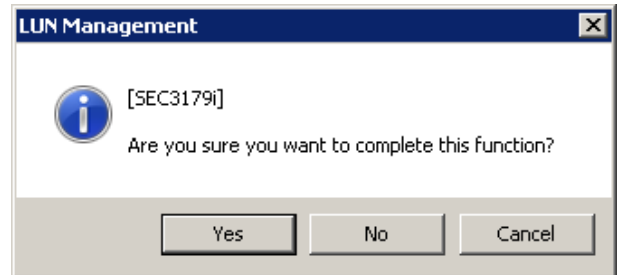 LUN Management
[SEC3179i]
Are you sure you want to complete this function?
Yes No Cancel